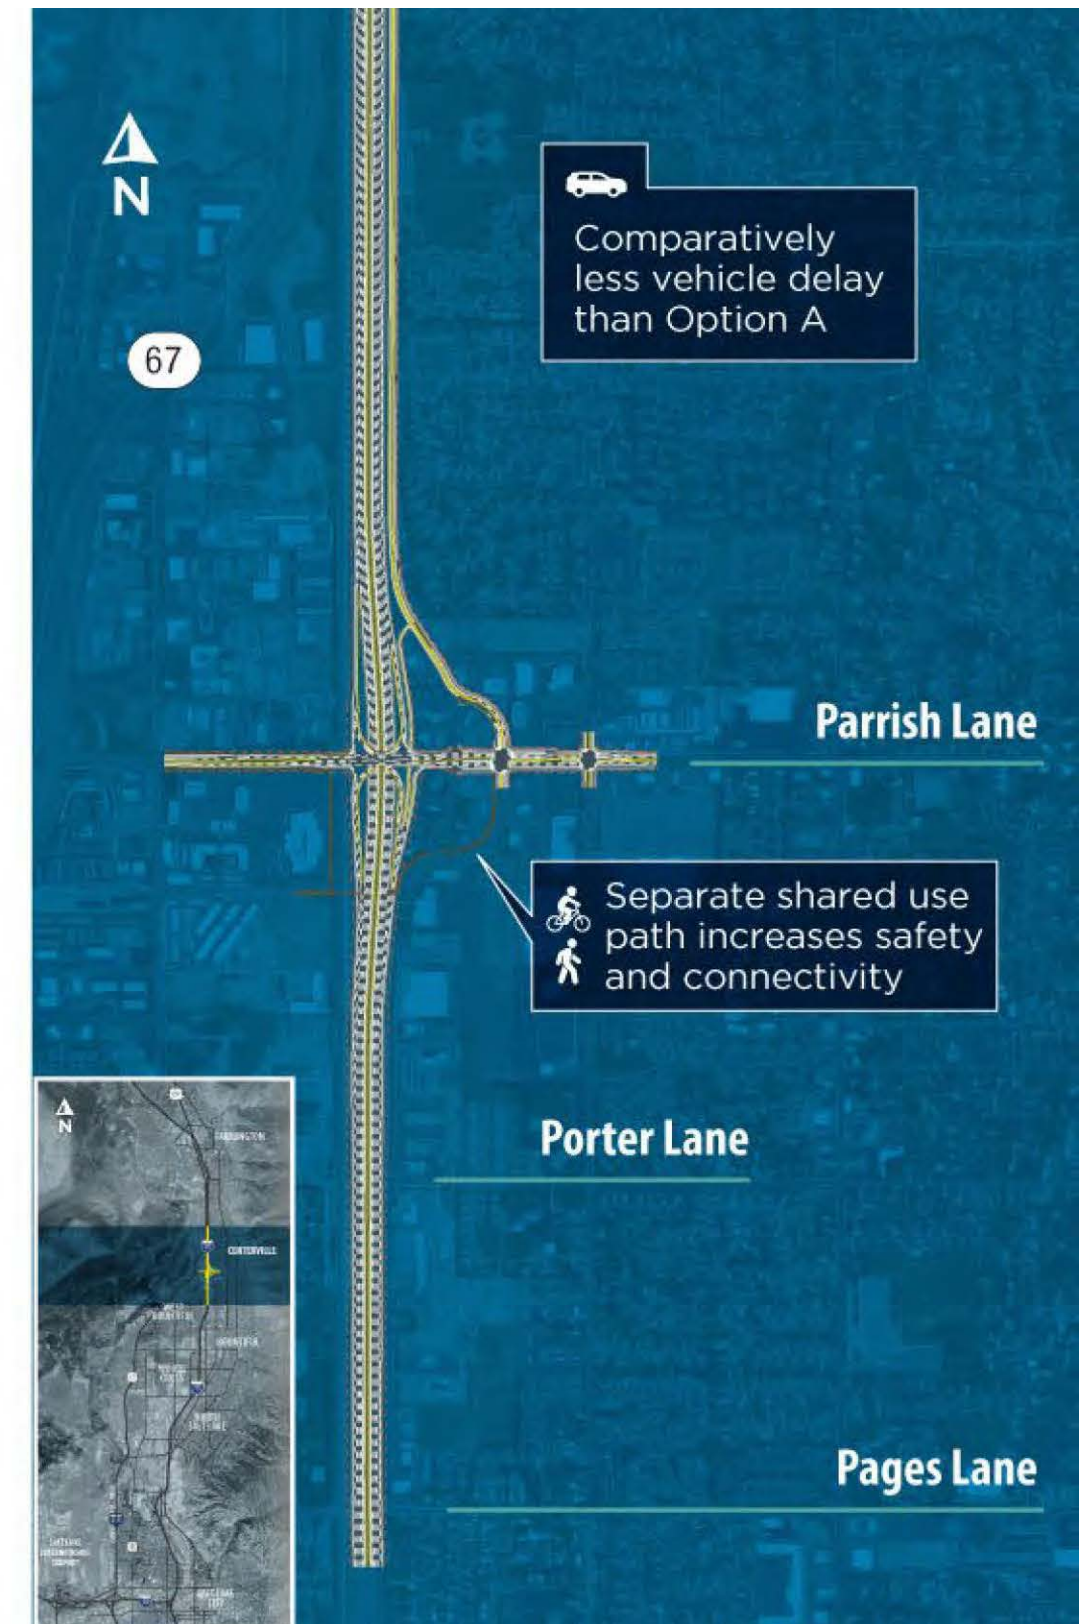 N
Comparatively
less vehicle delay
than Option A
67
Parrish Lane
Separate shared use
path increases safety
and connectivity
N
FARMINGTON
CENTERVILLE
Porter Lane
BOUNTIFUL
Pages Lane